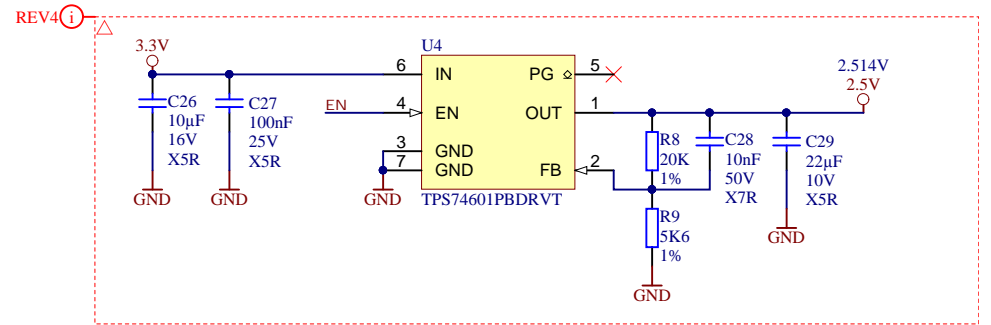 REV4 i
3.3V
C26
10µF
16V
X5R
GND
C27
100nF
25V
X5R
GND
EN
U4
6 IN
4 EN
3 GND
7 GND
PG 5
OUT 1
FB 2
TPS74601PBDRVT
GND
R8
20K
1%
R9
5K6
1%
GND
C28
10nF
50V
X7R
C29
22µF
10V
X5R
GND
2.514V
2.5V